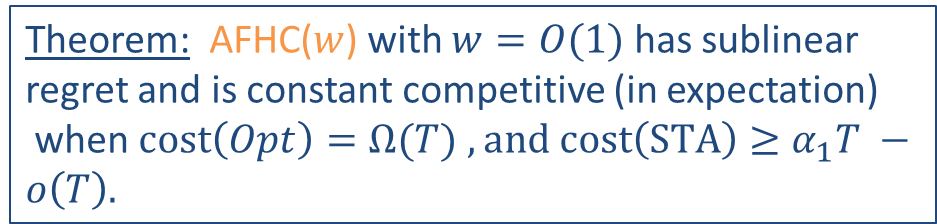 Theorem: AFHC(w) with w = O(1) has sublinear
regret and is constant competitive (in expectation)
when cost(Opt) = Ω(T) , and cost(STA) ≥ α₁T −
o(T).